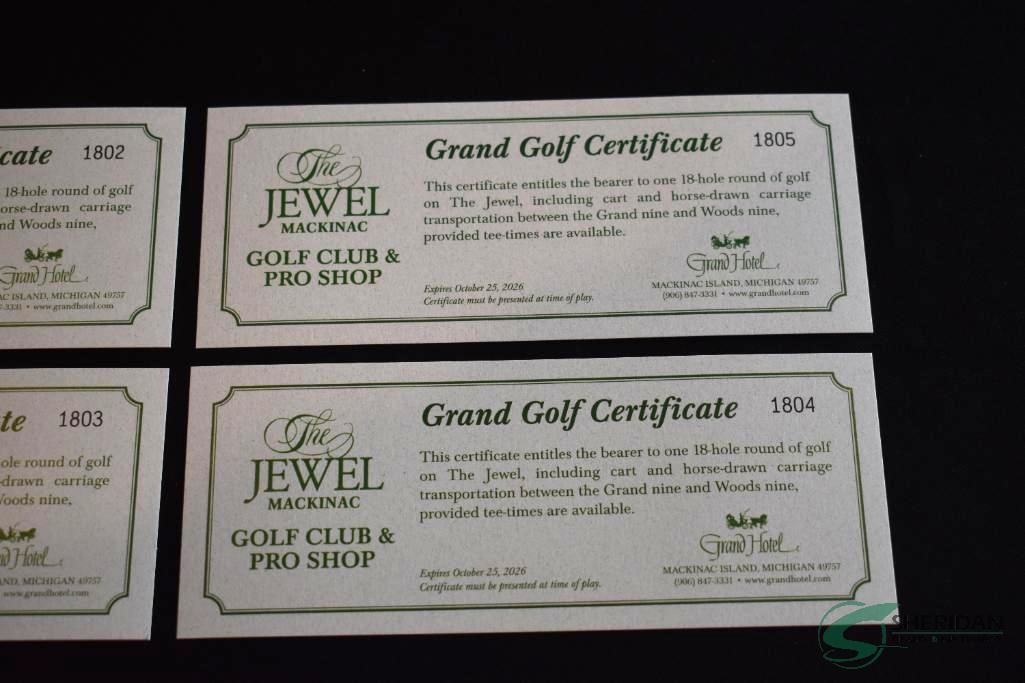 cate 1802
18-hole round of golf
orse-drawn carriage
nd Woods nine,
Grand Hotel
AC ISLAND, MICHIGAN 49757
7-3331 • www.grandhotel.com
Grand Golf Certificate 1805
The
JEWEL
MACKINAC
GOLF CLUB &
PRO SHOP
This certificate entitles the bearer to one 18-hole round of golf
on The Jewel, including cart and horse-drawn carriage
transportation between the Grand nine and Woods nine,
provided tee-times are available.
Grand Hotel
Expires October 25, 2026
Certificate must be presented at time of play.
MACKINAC ISLAND, MICHIGAN 49757
(906) 847-3331 • www.grandhotel.com
te 1803
ole round of golf
drawn carriage
Woods nine,
d Hotel
AND, MICHIGAN 49757
www.grandhotel.com
Grand Golf Certificate 1804
The
JEWEL
MACKINAC
GOLF CLUB &
PRO SHOP
This certificate entitles the bearer to one 18-hole round of golf
on The Jewel, including cart and horse-drawn carriage
transportation between the Grand nine and Woods nine,
provided tee-times are available.
Grand Hotel
Expires October 25, 2026
Certificate must be presented at time of play.
MACKINAC ISLAND, MICHIGAN 49757
(906) 847-3331 • www.grandhotel.com
SHERIDAN